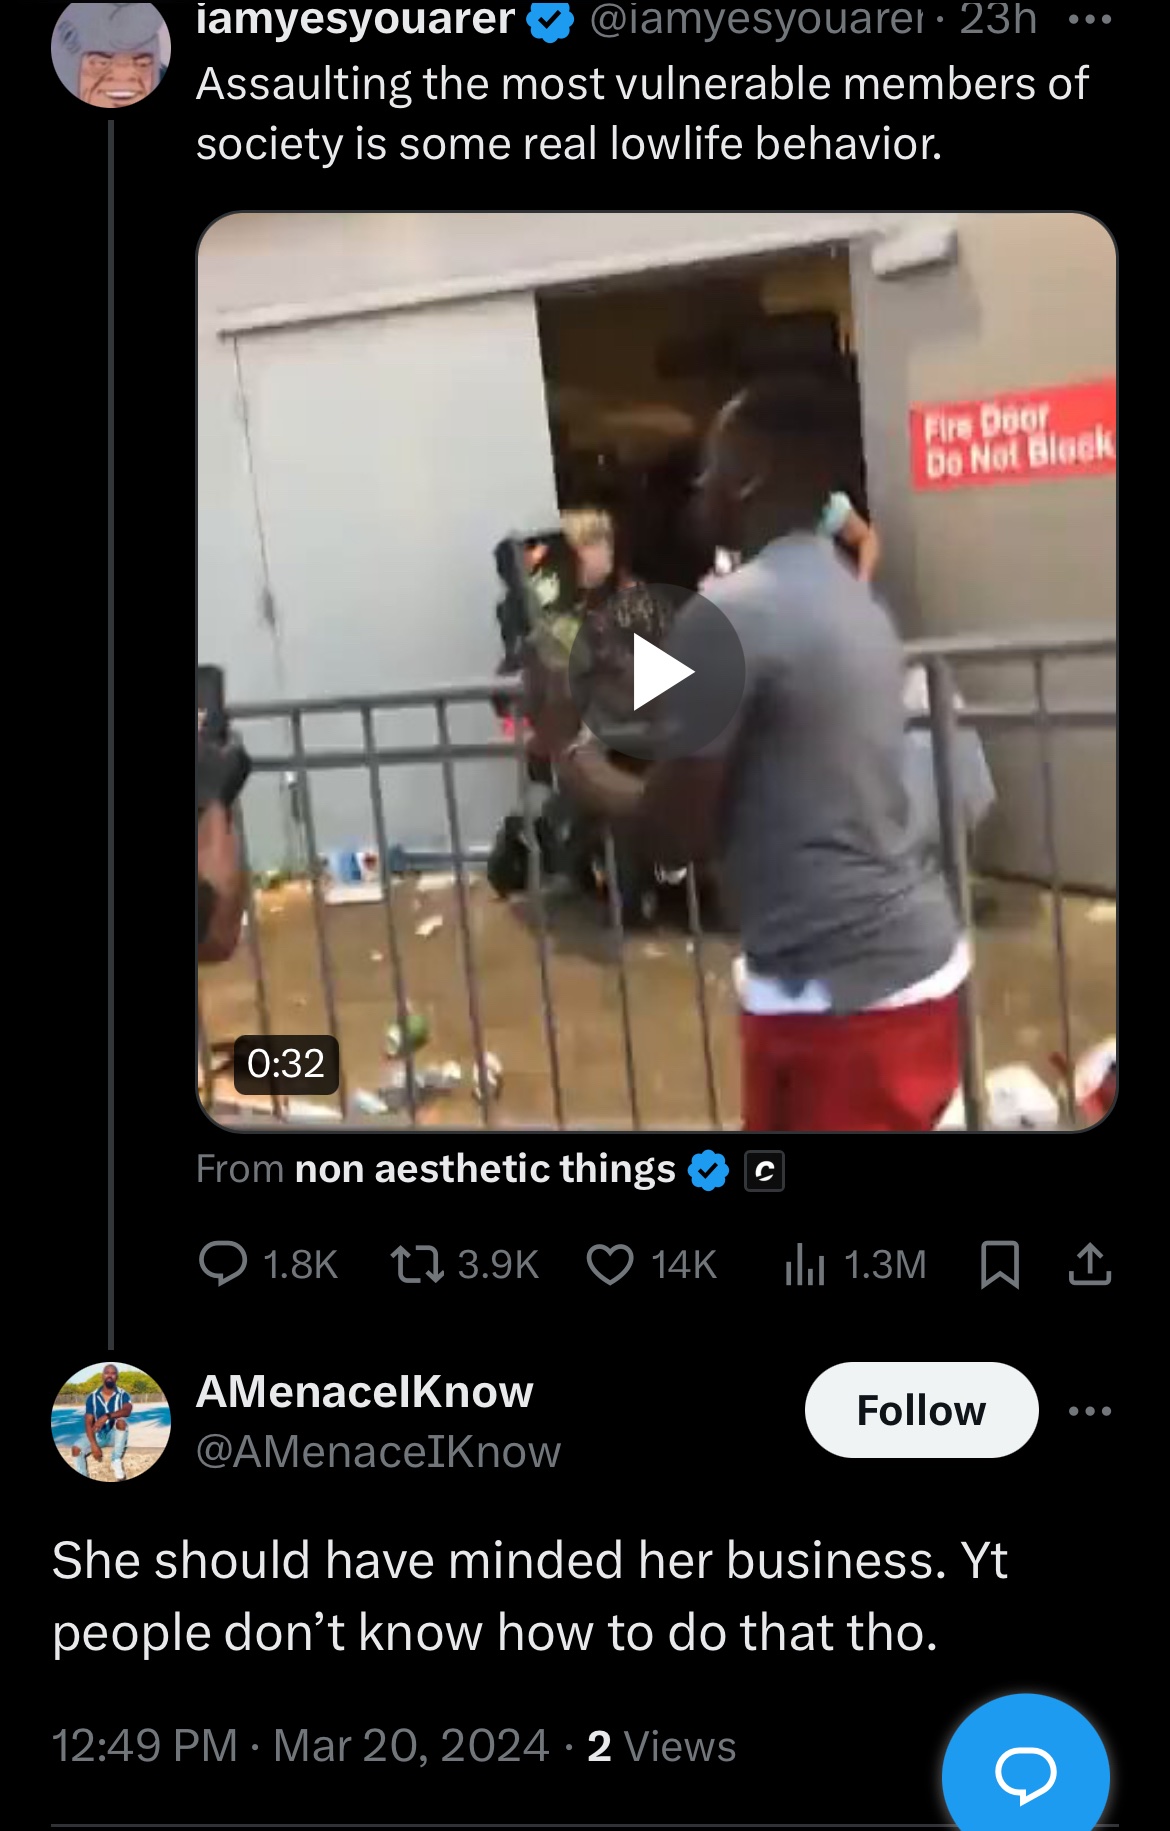 iamyesyouarer @iamyesyouarer · 23h
Assaulting the most vulnerable members of
society is some real lowlife behavior.
Fire Door
Do Not Block
0:32
From non aesthetic things
1.8K 3.9K 14K 1.3M
AMenaceIKnow
@AMenaceIKnow
Follow
She should have minded her business. Yt
people don’t know how to do that tho.
12:49 PM · Mar 20, 2024 · 2 Views